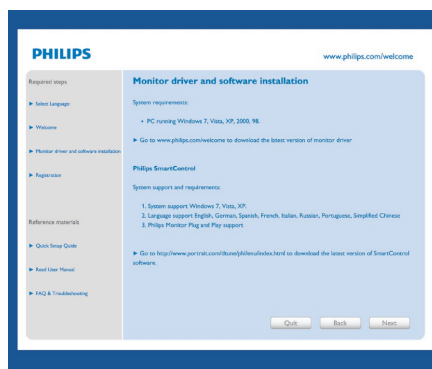 PHILIPS
www.philips.com/welcome
Required steps
Select Language
Welcome
Monitor driver and software installation
Registration
Reference materials
Quick Setup Guide
Read User Manual
FAQ & Troubleshooting
Monitor driver and software installation
System requirements:
• PC running Windows 7, Vista, XP, 2000, 98.
Go to www.philips.com/welcome to download the latest version of monitor driver
Philips SmartControl
System support and requirements:
1. System support Windows 7, Vista, XP.
2. Language support English, German, Spanish, French, Italian, Russian, Portuguese, Simplified Chinese
3. Philips Monitor Plug and Play support
Go to http://www.portrait.com/dtune/phl/enu/index.html to download the latest version of SmartControl
software.
Quit
Back
Next